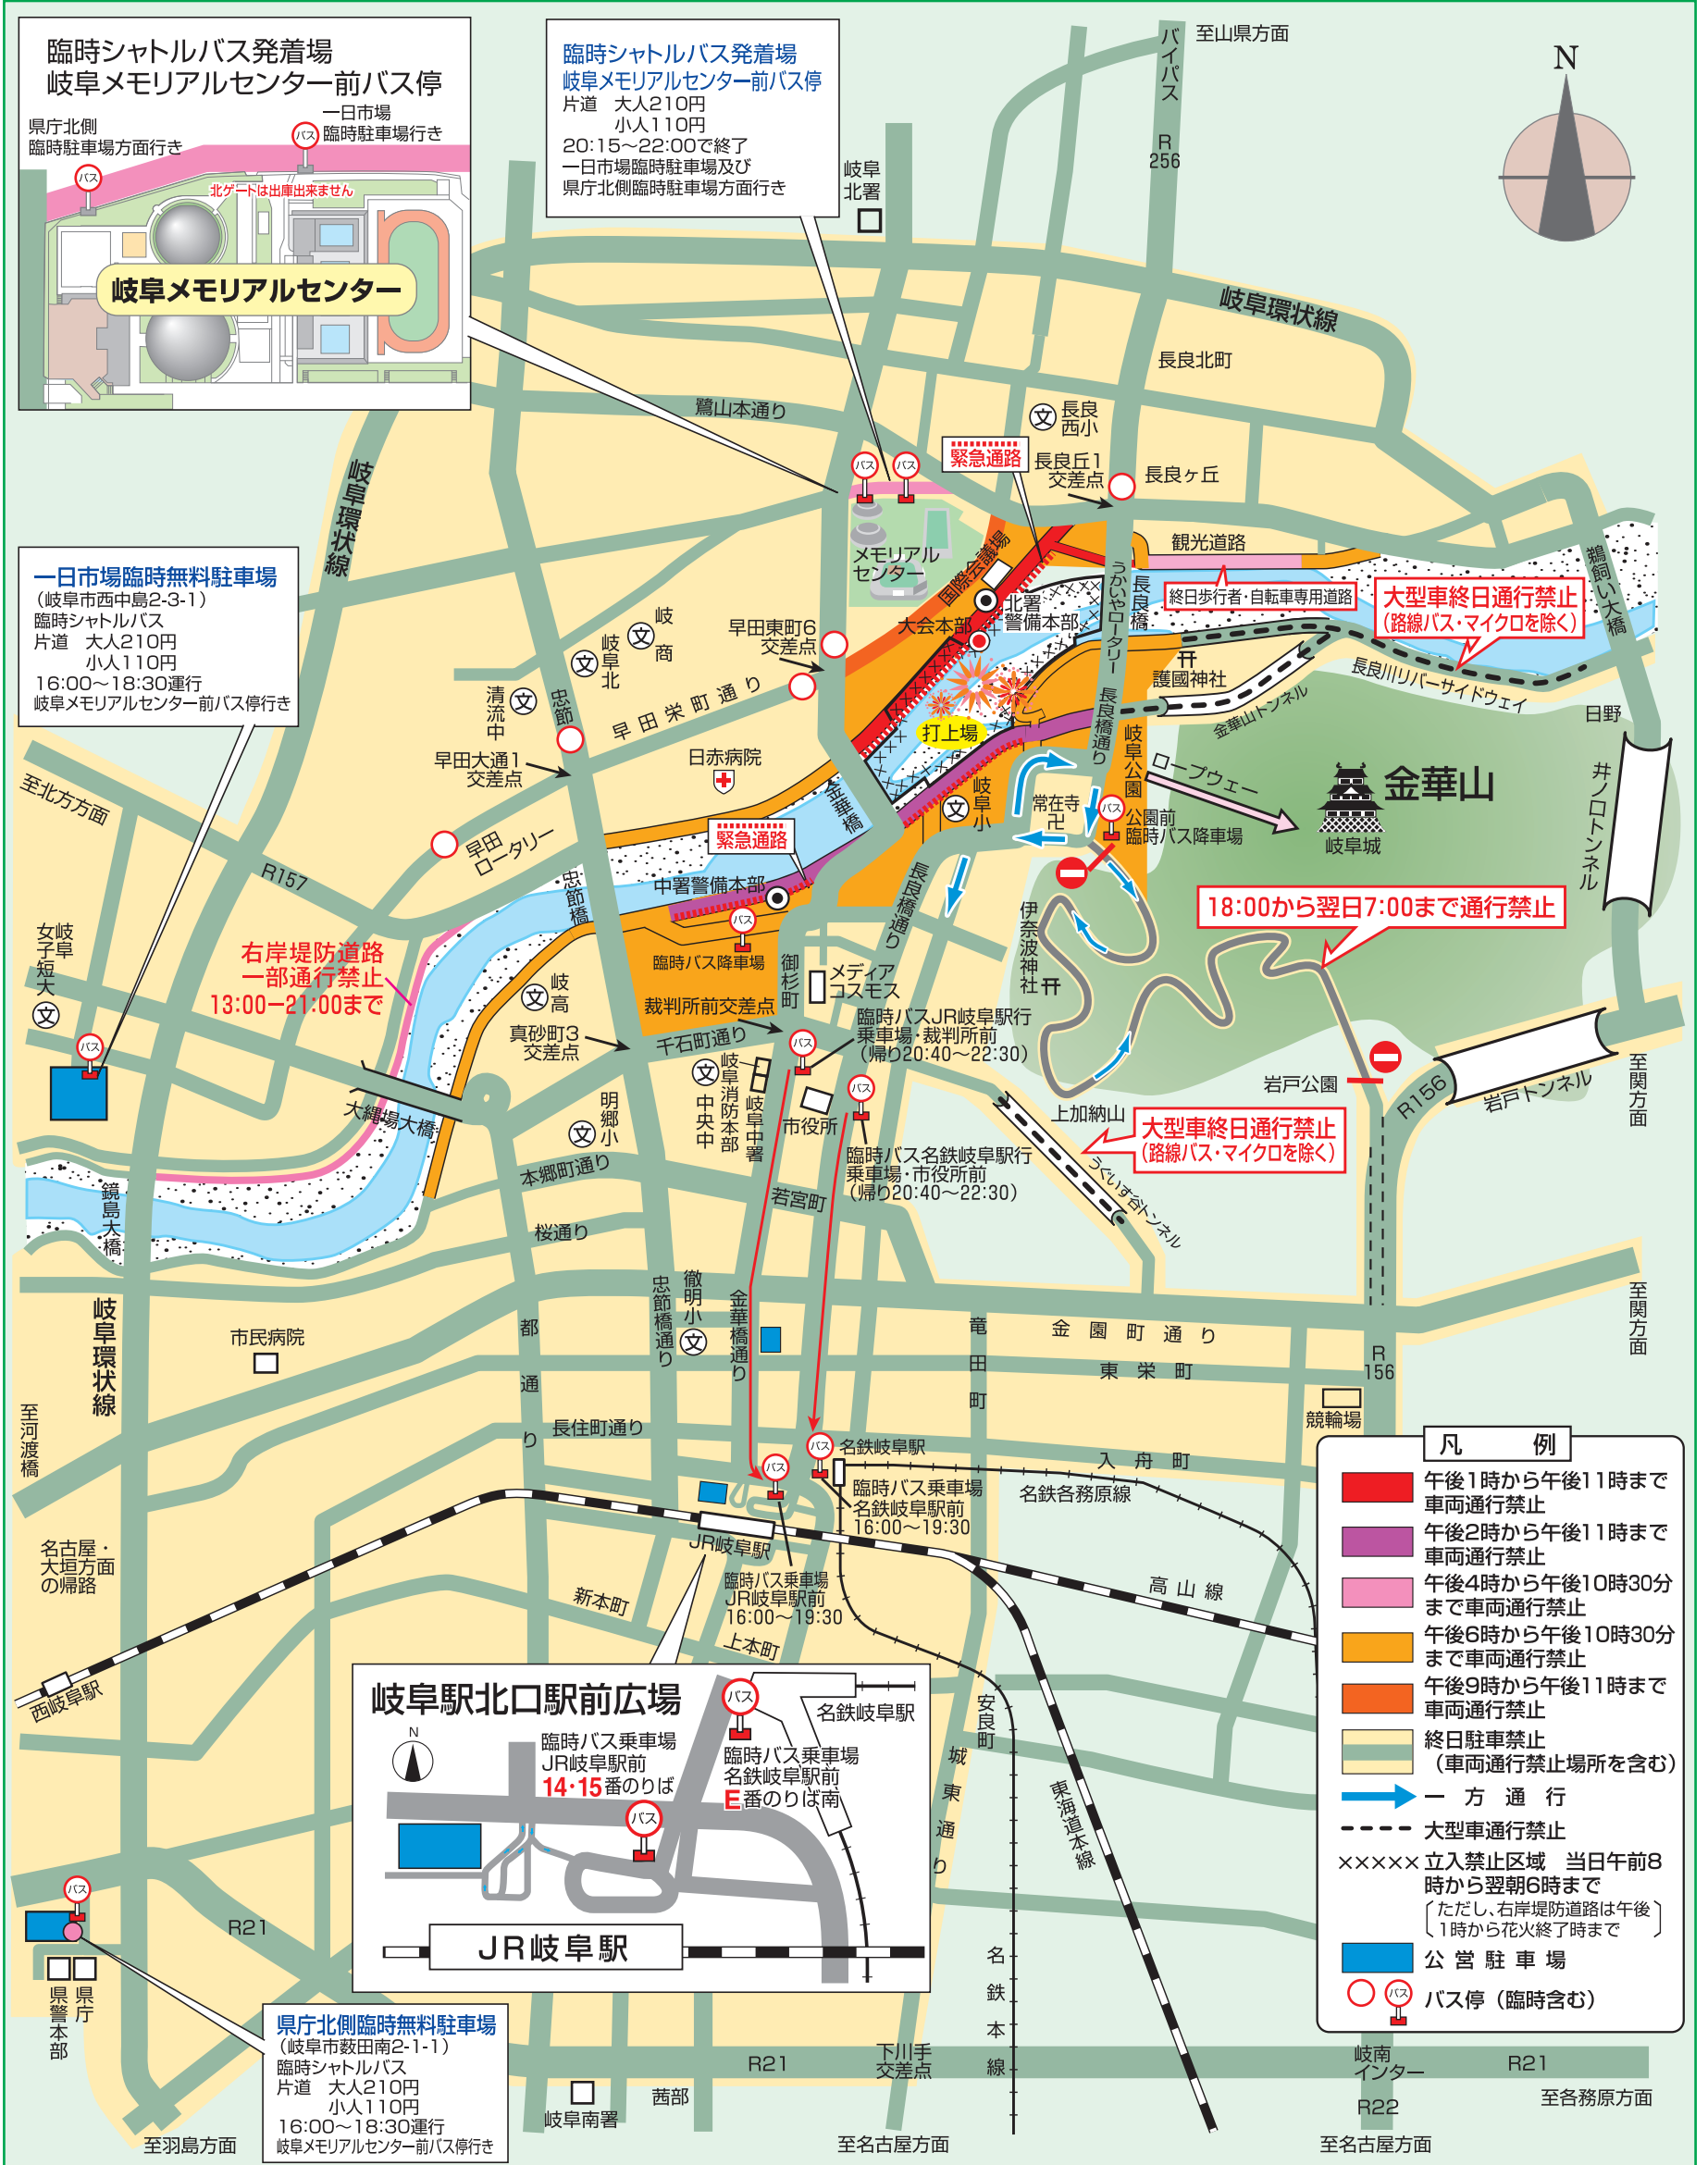 臨時シャトルバス発着場
岐阜メモリアルセンター前バス停
県庁北側
臨時駐車場方面行き
バス
一日市場
臨時駐車場行き
バス
北ゲートは出庫出来ません
岐阜メモリアルセンター
臨時シャトルバス発着場
岐阜メモリアルセンター前バス停
片道 大人210円
小人110円
20:15〜22:00で終了
一日市場臨時駐車場及び
県庁北側臨時駐車場方面行き
岐阜
北署
バイパス
R
256
至山県方面
N
岐阜環状線
長良北町
鷺山本通り
文
長良
西小
緊急通路
長良丘1
交差点
長良ヶ丘
バス
バス
岐阜環状線
メモリアル
センター
国際会議場
観光道路
終日歩行者・自転車専用道路
うかいやロータリー
長良橋
鵜飼い大橋
大型車終日通行禁止
(路線バス・マイクロを除く)
北署
警備本部
大会本部
一日市場臨時無料駐車場
(岐阜市西中島2-3-1)
臨時シャトルバス
片道 大人210円
小人110円
16:00〜18:30運行
岐阜メモリアルセンター前バス停行き
早田東町6
交差点
文
岐商
文
岐阜北
清流中
文
忠節
早田栄町通り
護國神社
長良川リバーサイドウェイ
金華山トンネル
日野
打上場
長良橋通り
岐阜公園
ロープウェー
金華山
岐阜城
井ノ口トンネル
早田大通1
交差点
日赤病院
金華橋
文
岐阜小
常在寺
卍
バス
公園前
臨時バス降車場
至北方方面
早田
ロータリー
緊急通路
R157
忠節橋
中署警備本部
バス
長良橋通り
伊奈波神社
18:00から翌日7:00まで通行禁止
岐阜
女子短大
文
バス
右岸堤防道路
一部通行禁止
13:00ー21:00まで
臨時バス降車場
御杉町
メディア
コスモス
文
岐高
裁判所前交差点
真砂町3
交差点
千石町通り
バス
臨時バスJR岐阜駅行
乗車場・裁判所前
(帰り20:40〜22:30)
文
中央中
岐阜消防本部
岐阜中署
市役所
バス
大縄場大橋
文
明郷小
臨時バス名鉄岐阜駅行
乗車場・市役所前
(帰り20:40〜22:30)
上加納山
大型車終日通行禁止
(路線バス・マイクロを除く)
うぐいす谷トンネル
岩戸公園
R156
岩戸トンネル
至関方面
本郷町通り
若宮町
鏡島大橋
桜通り
岐阜環状線
市民病院
都通り
忠節橋通り
徹明小
文
金華橋通り
竜田町
金園町通り
東栄町
R
156
至関方面
競輪場
至河渡橋
長住町通り
バス
バス
名鉄岐阜駅
入舟町
名鉄各務原線
臨時バス乗車場
名鉄岐阜駅前
16:00〜19:30
名古屋・
大垣方面
の帰路
JR岐阜駅
臨時バス乗車場
JR岐阜駅前
16:00〜19:30
高山線
新本町
上本町
西岐阜駅
岐阜駅北口駅前広場
N
臨時バス乗車場
JR岐阜駅前
14・15番のりば
バス
バス
名鉄岐阜駅
臨時バス乗車場
名鉄岐阜駅前
E番のりば南
JR岐阜駅
安良町
城東通り
東海道本線
名鉄本線
凡 例
午後1時から午後11時まで
車両通行禁止
午後2時から午後11時まで
車両通行禁止
午後4時から午後10時30分
まで車両通行禁止
午後6時から午後10時30分
まで車両通行禁止
午後9時から午後11時まで
車両通行禁止
終日駐車禁止
(車両通行禁止場所を含む)
一方通行
大型車通行禁止
×××××立入禁止区域 当日午前8
時から翌朝6時まで
〔ただし、右岸堤防道路は午後
1時から花火終了時まで〕
公営駐車場
バス
バス停(臨時含む)
バス
R21
県警本部
県庁
県庁北側臨時無料駐車場
(岐阜市薮田南2-1-1)
臨時シャトルバス
片道 大人210円
小人110円
16:00〜18:30運行
岐阜メモリアルセンター前バス停行き
至羽島方面
岐阜南署
茜部
R21
下川手
交差点
至名古屋方面
岐南
インター
R21
R22
至各務原方面
至名古屋方面